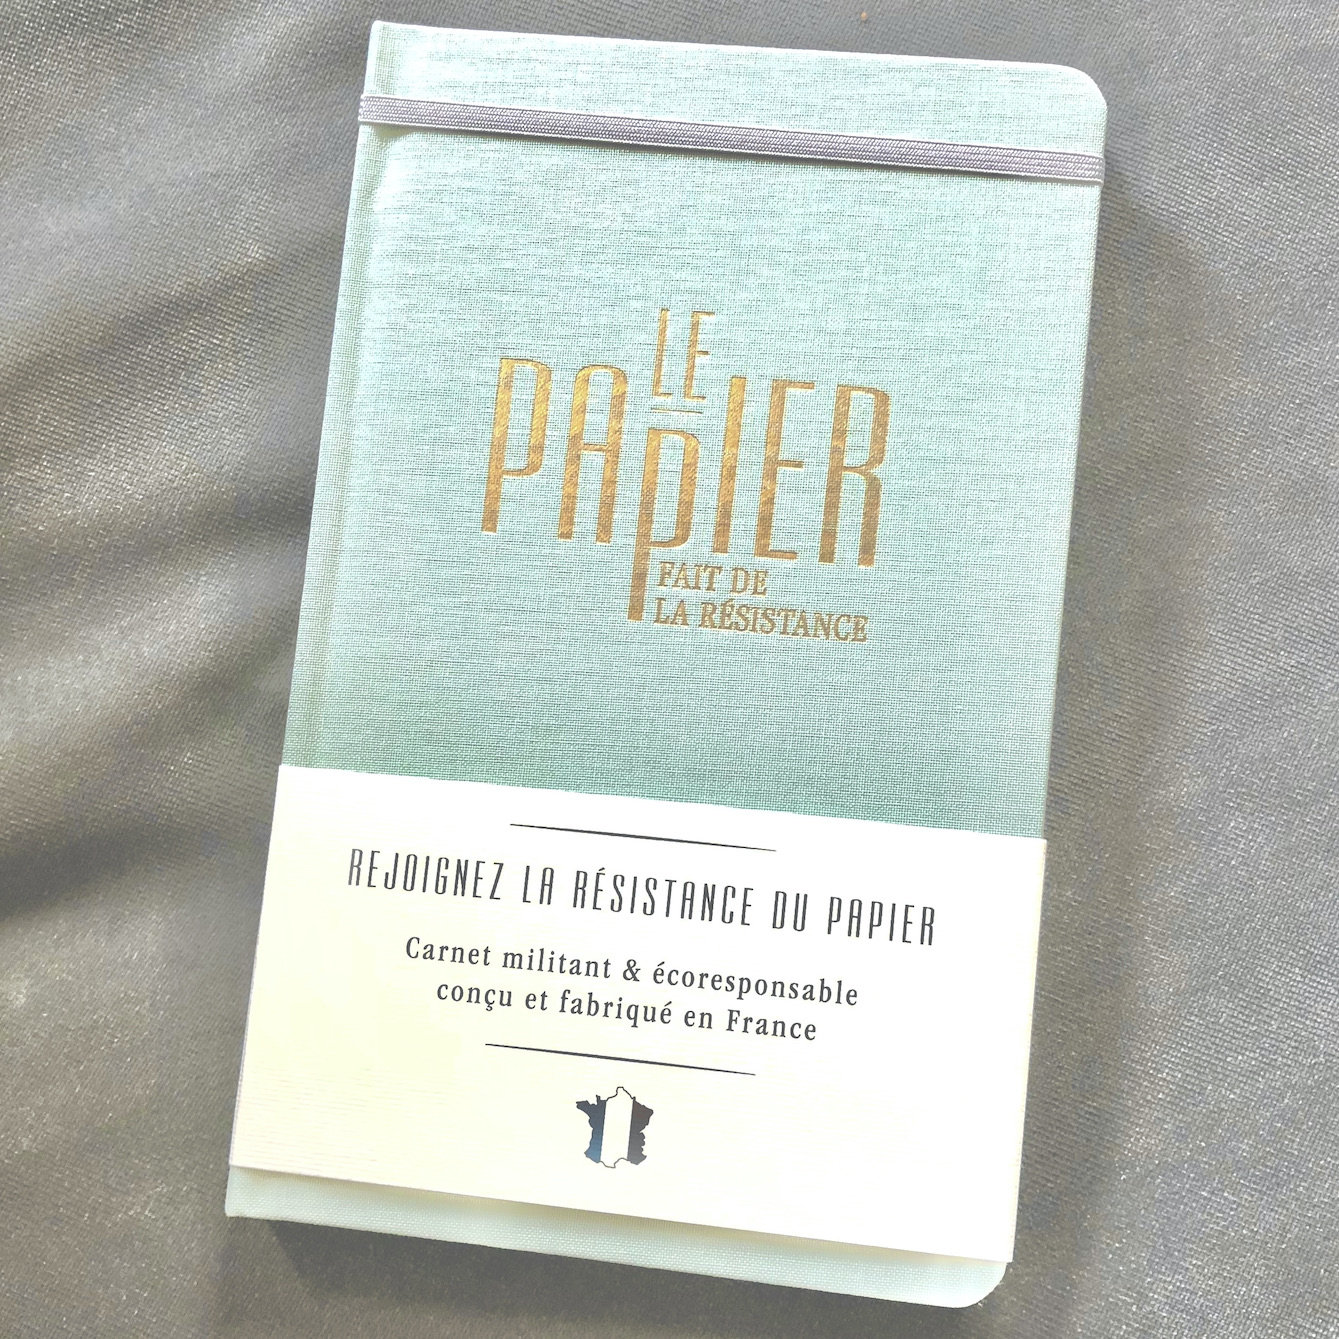 LE
PAPIER
FAIT DE
LA RÉSISTANCE
REJOIGNEZ LA RÉSISTANCE DU PAPIER
Carnet militant & écoresponsable
conçu et fabriqué en France